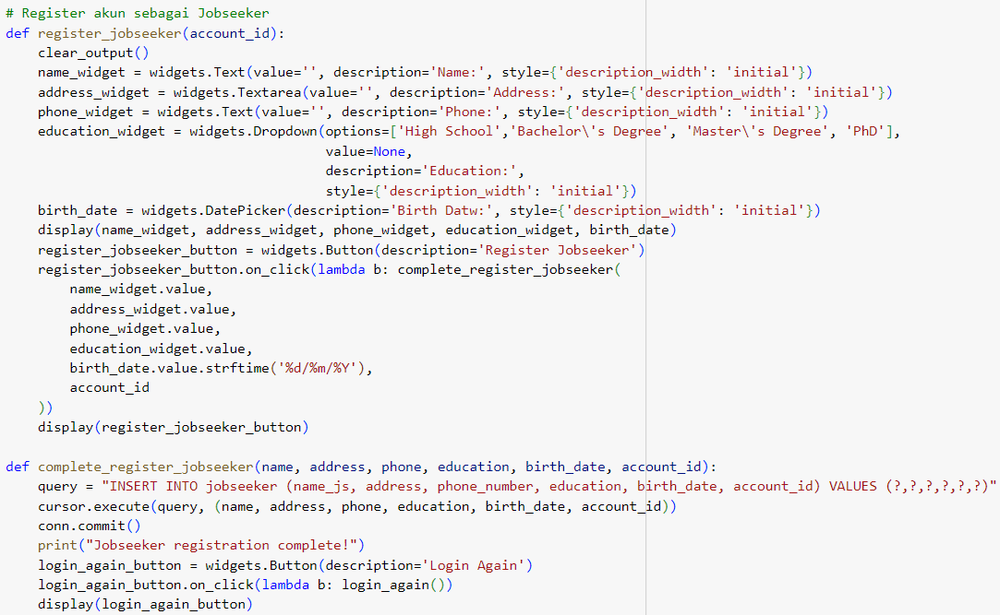 # Register akun sebagai Jobseeker
def register_jobseeker(account_id):
    clear_output()
    name_widget = widgets.Text(value='', description='Name:', style={'description_width': 'initial'})
    address_widget = widgets.Textarea(value='', description='Address:', style={'description_width': 'initial'})
    phone_widget = widgets.Text(value='', description='Phone:', style={'description_width': 'initial'})
    education_widget = widgets.Dropdown(options=['High School','Bachelor\'s Degree', 'Master\'s Degree', 'PhD'],
                                        value=None,
                                        description='Education:',
                                        style={'description_width': 'initial'})
    birth_date = widgets.DatePicker(description='Birth Datw:', style={'description_width': 'initial'})
    display(name_widget, address_widget, phone_widget, education_widget, birth_date)
    register_jobseeker_button = widgets.Button(description='Register Jobseeker')
    register_jobseeker_button.on_click(lambda b: complete_register_jobseeker(
        name_widget.value,
        address_widget.value,
        phone_widget.value,
        education_widget.value,
        birth_date.value.strftime('%d/%m/%Y'),
        account_id
    ))
    display(register_jobseeker_button)

def complete_register_jobseeker(name, address, phone, education, birth_date, account_id):
    query = "INSERT INTO jobseeker (name_js, address, phone_number, education, birth_date, account_id) VALUES (?,?,?,?,?,?)"
    cursor.execute(query, (name, address, phone, education, birth_date, account_id))
    conn.commit()
    print("Jobseeker registration complete!")
    login_again_button = widgets.Button(description='Login Again')
    login_again_button.on_click(lambda b: login_again())
    display(login_again_button)